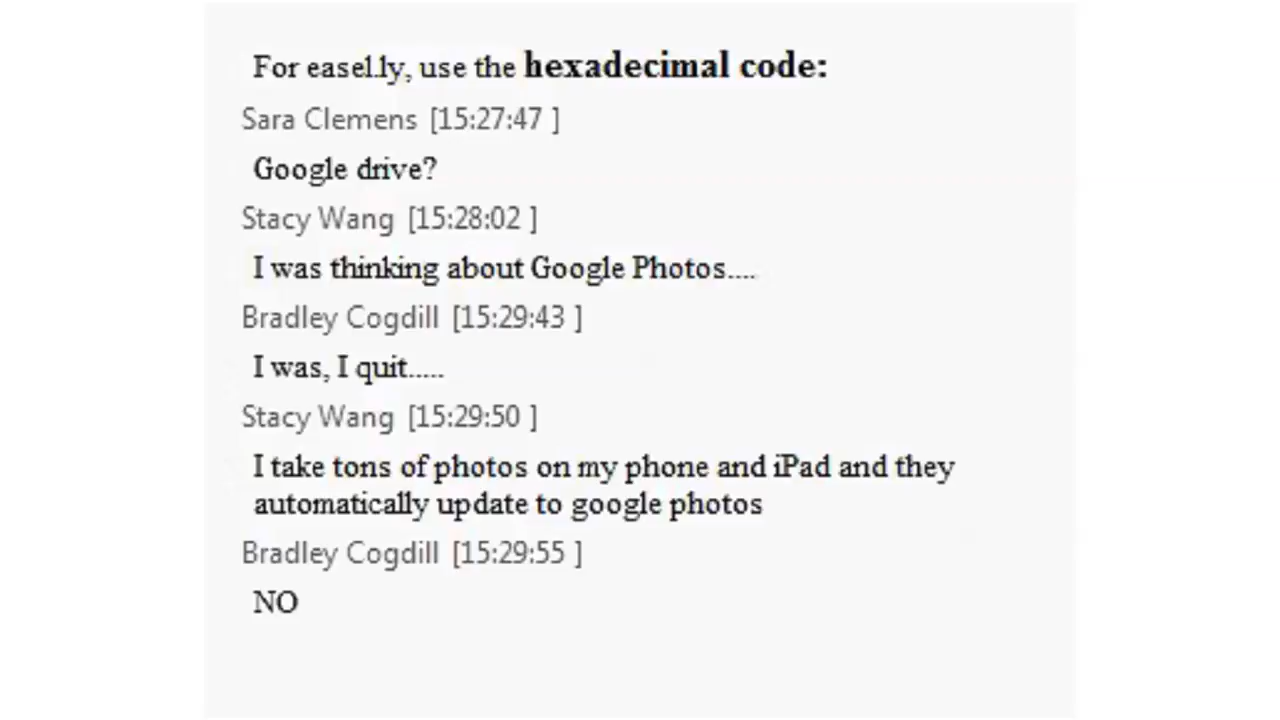 For easel.ly, use the hexadecimal code:
Sara Clemens [15:27:47 ]
Google drive?
Stacy Wang [15:28:02 ]
I was thinking about Google Photos....
Bradley Cogdill [15:29:43 ]
I was, I quit.....
Stacy Wang [15:29:50 ]
I take tons of photos on my phone and iPad and they
automatically update to google photos
Bradley Cogdill [15:29:55 ]
NO